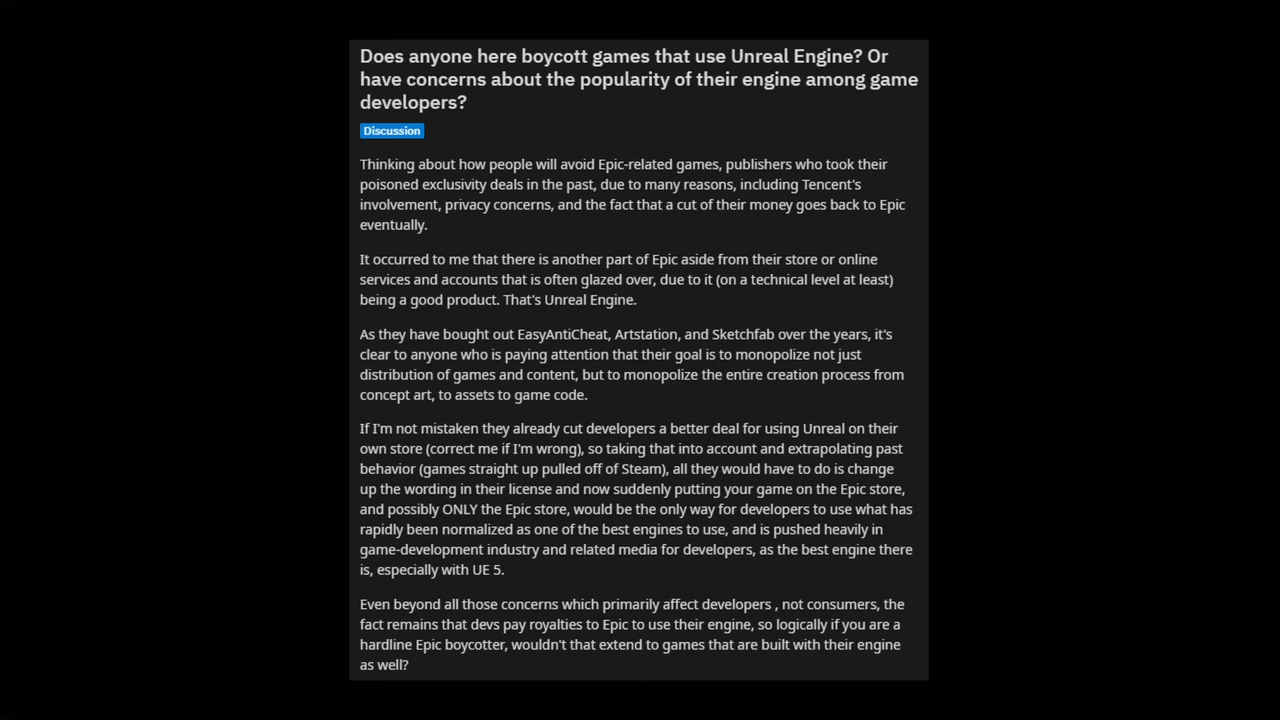 Does anyone here boycott games that use Unreal Engine? Or
have concerns about the popularity of their engine among game
developers?
Discussion
Thinking about how people will avoid Epic-related games, publishers who took their
poisoned exclusivity deals in the past, due to many reasons, including Tencent's
involvement, privacy concerns, and the fact that a cut of their money goes back to Epic
eventually.
It occurred to me that there is another part of Epic aside from their store or online
services and accounts that is often glazed over, due to it (on a technical level at least)
being a good product. That's Unreal Engine.
As they have bought out EasyAntiCheat, Artstation, and Sketchfab over the years, it's
clear to anyone who is paying attention that their goal is to monopolize not just
distribution of games and content, but to monopolize the entire creation process from
concept art, to assets to game code.
If I'm not mistaken they already cut developers a better deal for using Unreal on their
own store (correct me if I'm wrong), so taking that into account and extrapolating past
behavior (games straight up pulled off of Steam), all they would have to do is change
up the wording in their license and now suddenly putting your game on the Epic store,
and possibly ONLY the Epic store, would be the only way for developers to use what has
rapidly been normalized as one of the best engines to use, and is pushed heavily in
game-development industry and related media for developers, as the best engine there
is, especially with UE 5.
Even beyond all those concerns which primarily affect developers , not consumers, the
fact remains that devs pay royalties to Epic to use their engine, so logically if you are a
hardline Epic boycotter, wouldn't that extend to games that are built with their engine
as well?